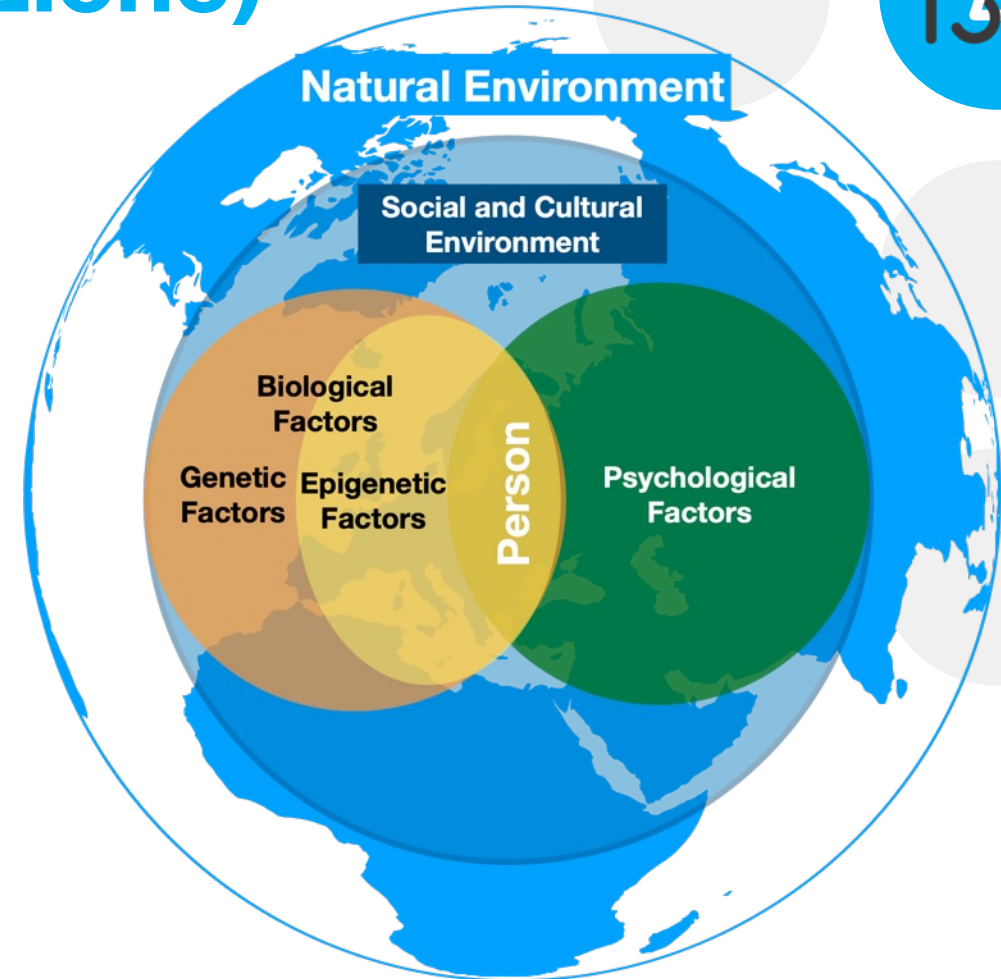 Natural Environment
Social and Cultural
Environment
Biological
Factors
Genetic
Factors
Epigenetic
Factors
Person
Psychological
Factors